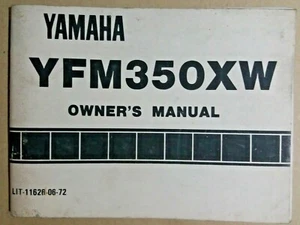 YAMAHA
YFM350XW
OWNER'S MANUAL
LIT-11626-06-72